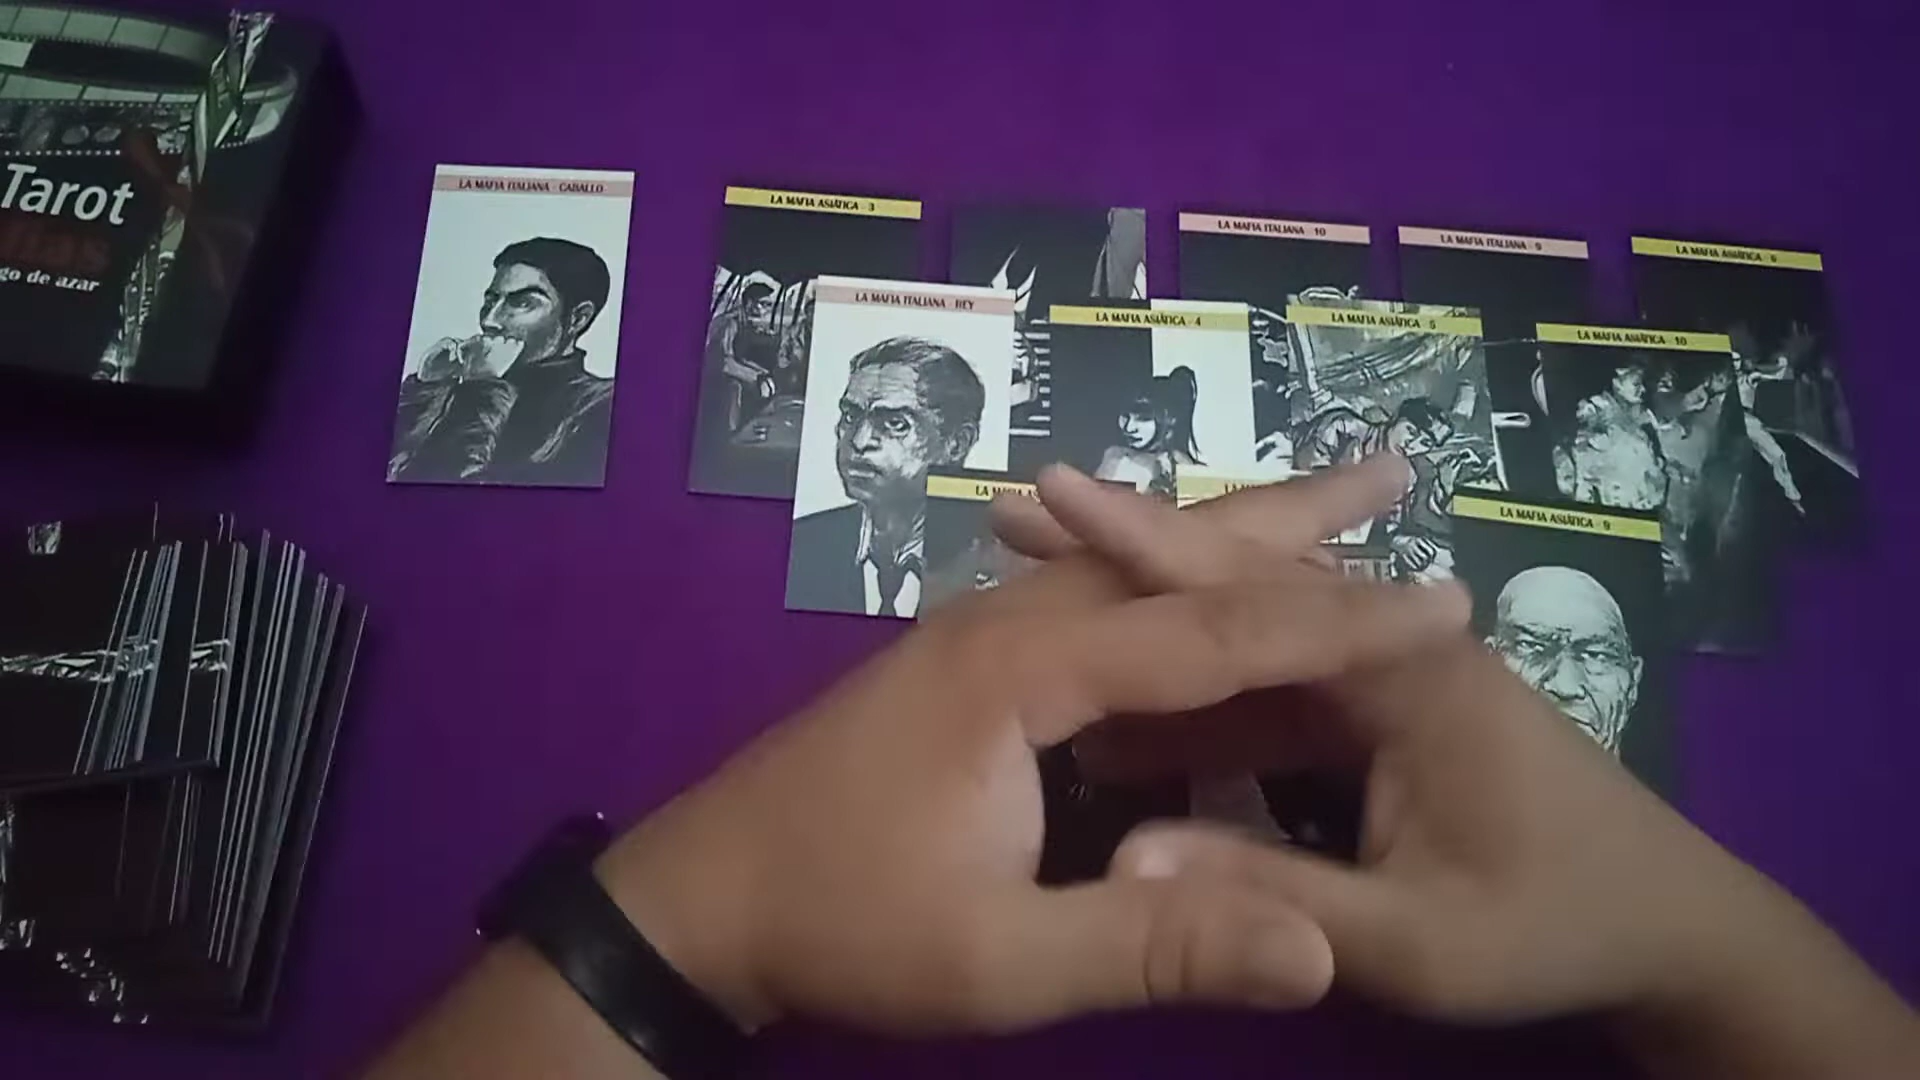 Tarot
go de azar
LA MAFIA ITALIANA - CABALLO
LA MAFIA ASIÁTICA - 3
LA MAFIA ITALIANA - 10
LA MAFIA ITALIANA - 9
LA MAFIA ASIÁTICA - 6
LA MAFIA ITALIANA - REY
LA MAFIA ASIÁTICA - 4
LA MAFIA ASIÁTICA - 5
LA MAFIA ASIÁTICA - 10
LA
LA MAFIA ASIÁTICA - 9